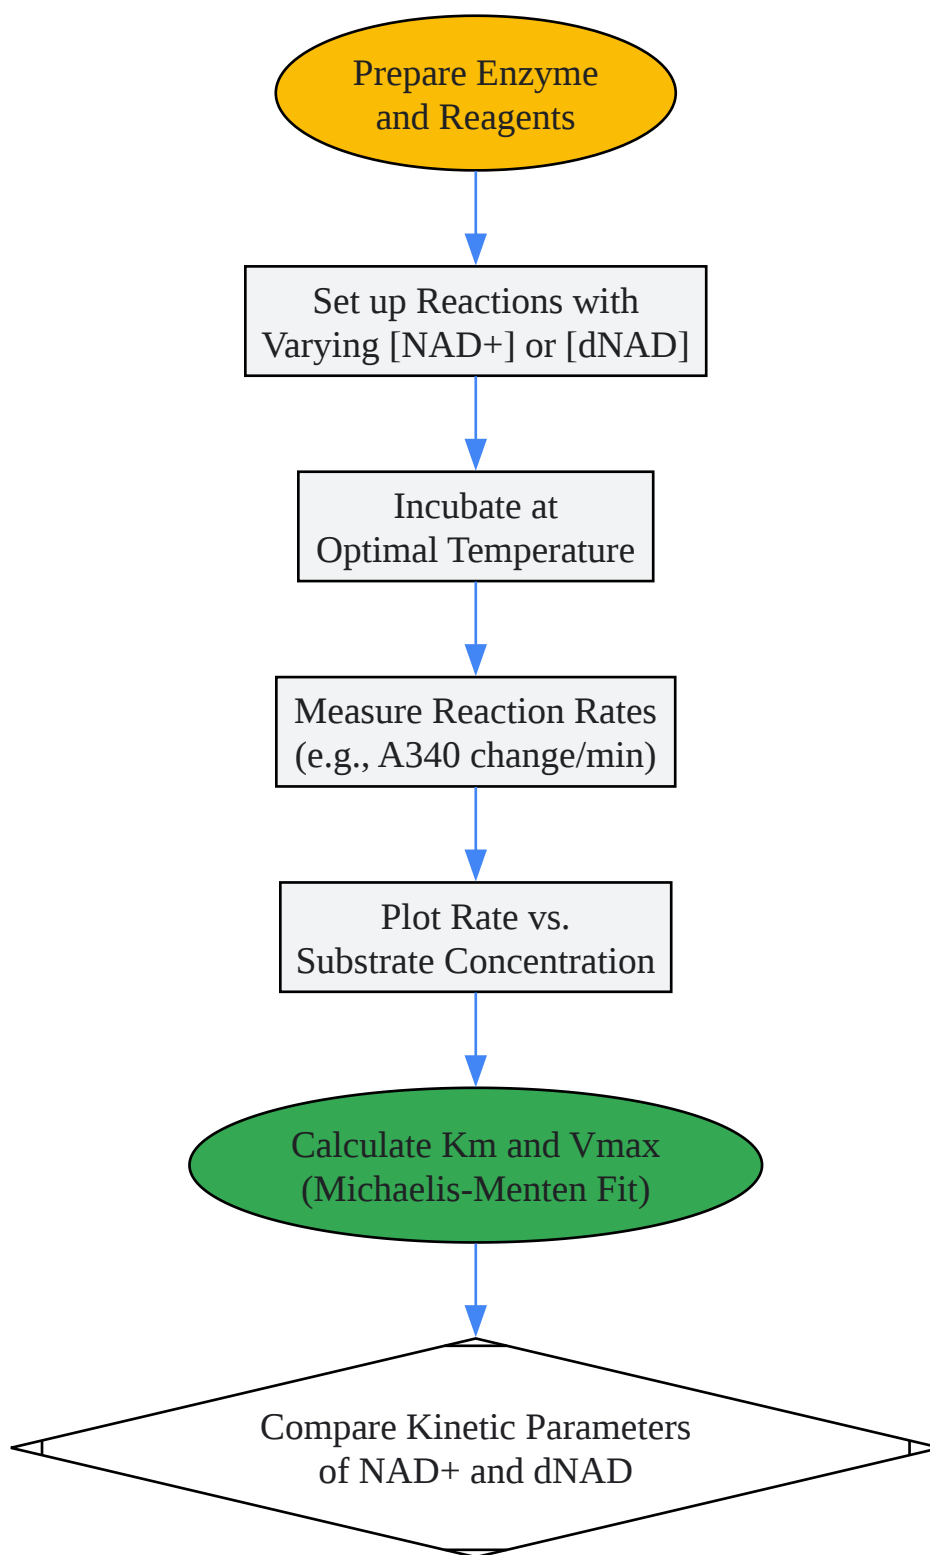 Prepare Enzyme
and Reagents
Set up Reactions with
Varying [NAD+] or [dNAD]
Incubate at
Optimal Temperature
Measure Reaction Rates
(e.g., A340 change/min)
Plot Rate vs.
Substrate Concentration
Calculate Km and Vmax
(Michaelis-Menten Fit)
Compare Kinetic Parameters
of NAD+ and dNAD